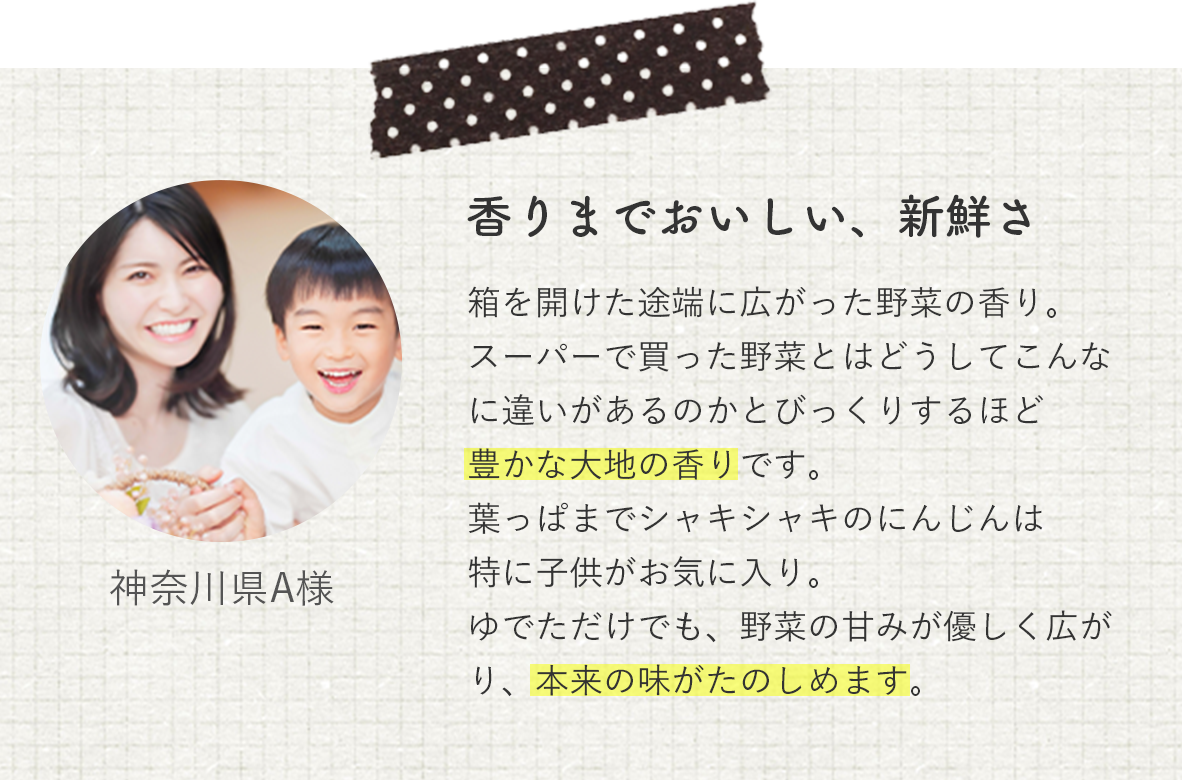 香りまでおいしい、新鮮さ
箱を開けた途端に広がった野菜の香り。
スーパーで買った野菜とはどうしてこんな
に違いがあるのかとびっくりするほど
豊かな大地の香りです。
葉っぱまでシャキシャキのにんじんは
特に子供がお気に入り。
ゆでただけでも、野菜の甘みが優しく広が
り、本来の味がたのしめます。
神奈川県A様